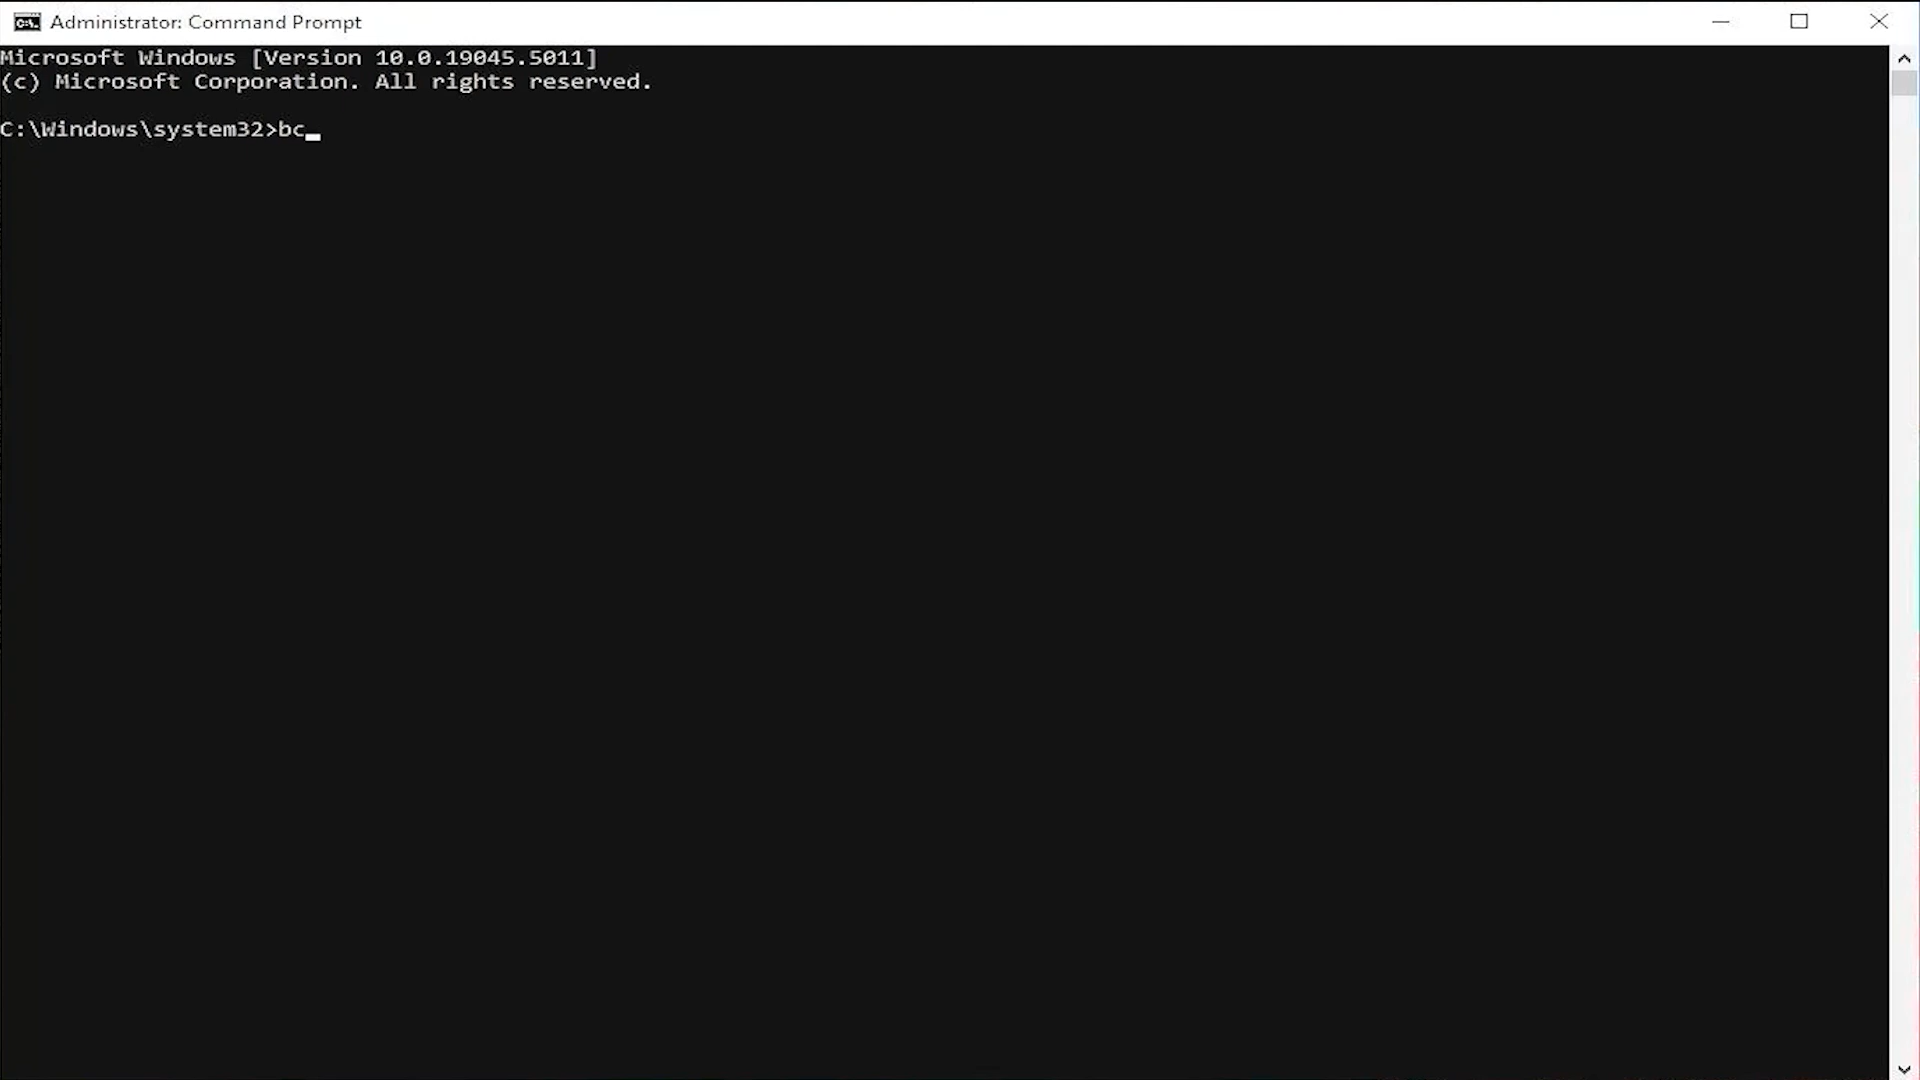 Administrator: Command Prompt
Microsoft Windows [Version 10.0.19045.5011]
(c) Microsoft Corporation. All rights reserved.
C:\Windows\system32>bc